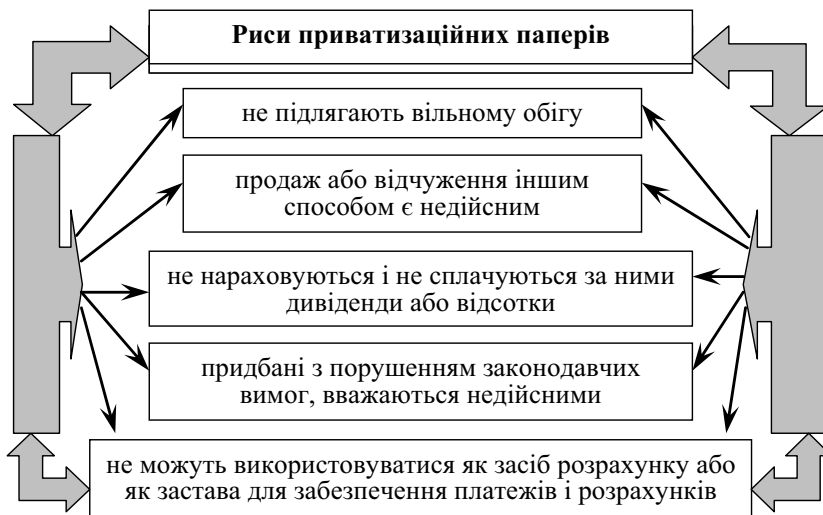 Риси приватизаційних паперів
не підлягають вільному обігу
продаж або відчуження іншим
способом є недійсним
не нараховуються і не сплачуються за ними
дивіденди або відсотки
придбані з порушенням законодавчих
вимог, вважаються недійсними
не можуть використовуватися як засіб розрахунку або
як застава для забезпечення платежів і розрахунків